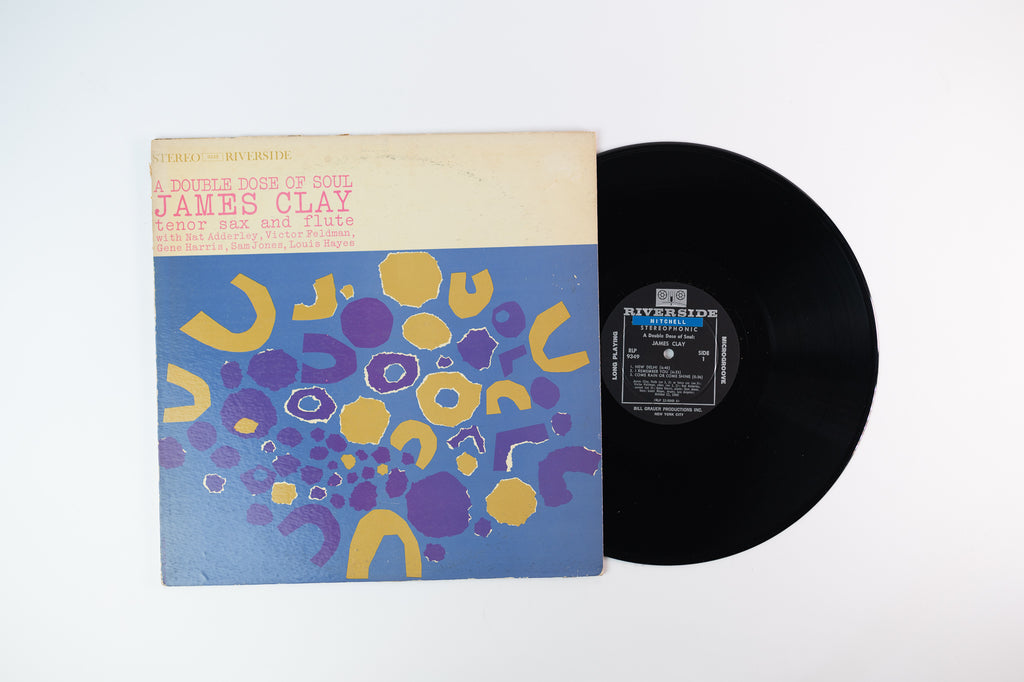 STEREO RIVERSIDE
A DOUBLE DOSE OF SOUL
JAMES CLAY
tenor sax and flute
with Nat Adderley, Victor Feldman,
Gene Harris, Sam Jones, Louis Hayes
RIVERSIDE
MITCHELL
STEREOPHONIC
A Double Dose of Soul:
JAMES CLAY
RLP
9349
SIDE
1
LONG PLAYING
MICROGROOVE
1. NEW DELHI (6:42)
2. I REMEMBER YOU
3. COME RAIN OR COME SHINE
BILL GRAUER PRODUCTIONS INC.
NEW YORK CITY